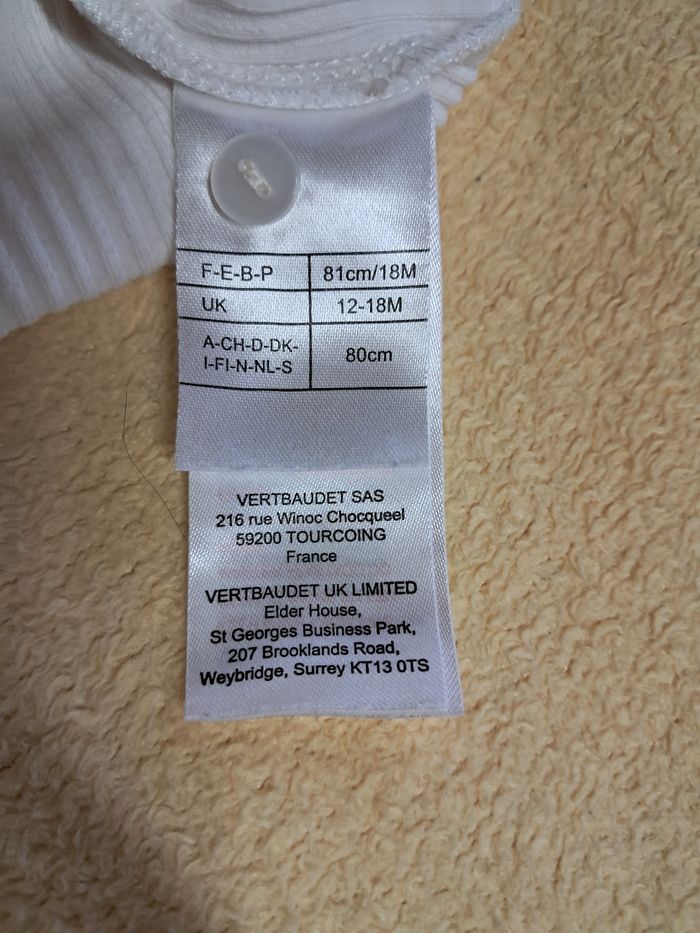 F-E-B-P 81cm/18M
UK 12-18M
A-CH-D-DK-
I-FI-N-NL-S 80cm
VERTBAUDET SAS
216 rue Winoc Chocqueel
59200 TOURCOING
France
VERTBAUDET UK LIMITED
Elder House,
St Georges Business Park,
207 Brooklands Road,
Weybridge, Surrey KT13 0TS